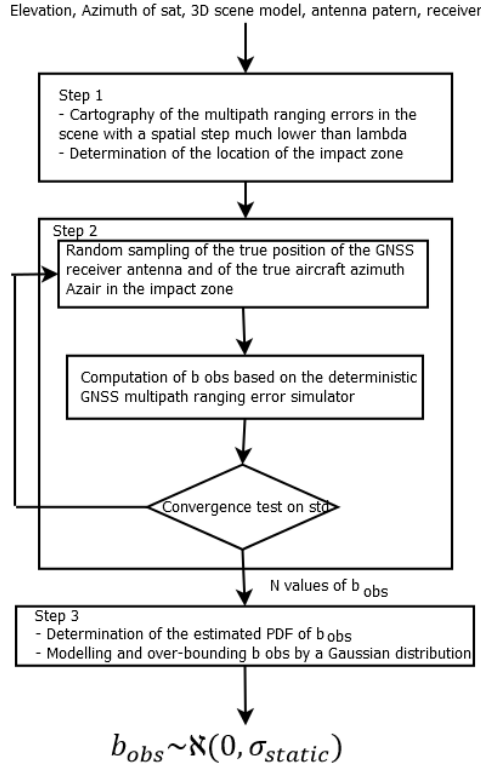 Elevation, Azimuth of sat, 3D scene model, antenna patern, receiver
Step 1
- Cartography of the multipath ranging errors in the
scene with a spatial step much lower than lambda
- Determination of the location of the impact zone
Step 2
Random sampling of the true position of the GNSS
receiver antenna and of the true aircraft azimuth
Azair in the impact zone
Computation of b obs based on the deterministic
GNSS multipath ranging error simulator
Convergence test on std
N values of b obs
Step 3
- Determination of the estimated PDF of b obs
- Modelling and over-bounding b obs by a Gaussian distribution
b_obs~ℵ(0, σ_static)